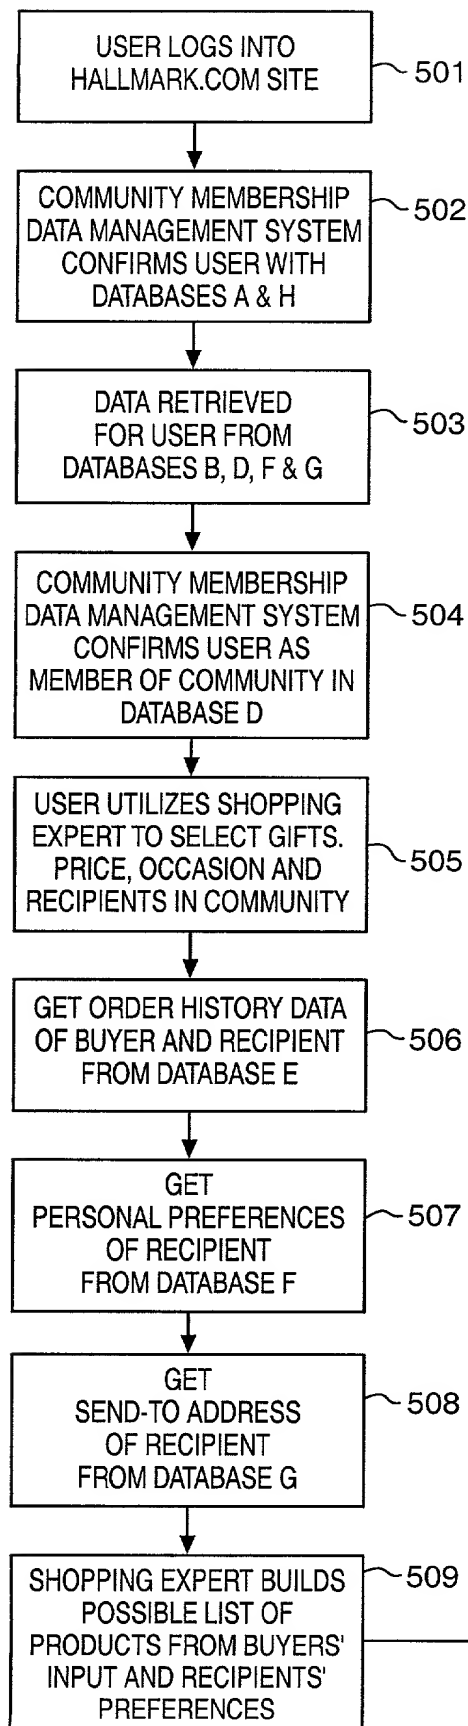 USER LOGS INTO
HALLMARK.COM SITE
501
COMMUNITY MEMBERSHIP
DATA MANAGEMENT SYSTEM
CONFIRMS USER WITH
DATABASES A & H
502
DATA RETRIEVED
FOR USER FROM
DATABASES B, D, F & G
503
COMMUNITY MEMBERSHIP
DATA MANAGEMENT SYSTEM
CONFIRMS USER AS
MEMBER OF COMMUNITY IN
DATABASE D
504
USER UTILIZES SHOPPING
EXPERT TO SELECT GIFTS.
PRICE, OCCASION AND
RECIPIENTS IN COMMUNITY
505
GET ORDER HISTORY DATA
OF BUYER AND RECIPIENT
FROM DATABASE E
506
GET
PERSONAL PREFERENCES
OF RECIPIENT
FROM DATABASE F
507
GET
SEND-TO ADDRESS
OF RECIPIENT
FROM DATABASE G
508
SHOPPING EXPERT BUILDS
POSSIBLE LIST OF
PRODUCTS FROM BUYERS'
INPUT AND RECIPIENTS'
PREFERENCES
509